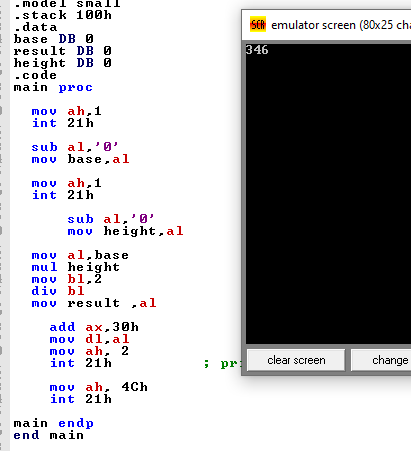 .model small
.stack 100h
.data
base DB 0
result DB 0
height DB 0
.code
main proc
mov ah,1
int 21h
sub al,'0'
mov base,al
mov ah,1
int 21h
sub al,'0'
mov height,al
mov al,base
mul height
mov bl,2
div bl
mov result ,al
add ax,30h
mov dl,al
mov ah, 2
int 21h ; pri
mov ah, 4Ch
int 21h
main endp
end main
emulator screen (80x25 cha
346
clear screen
change